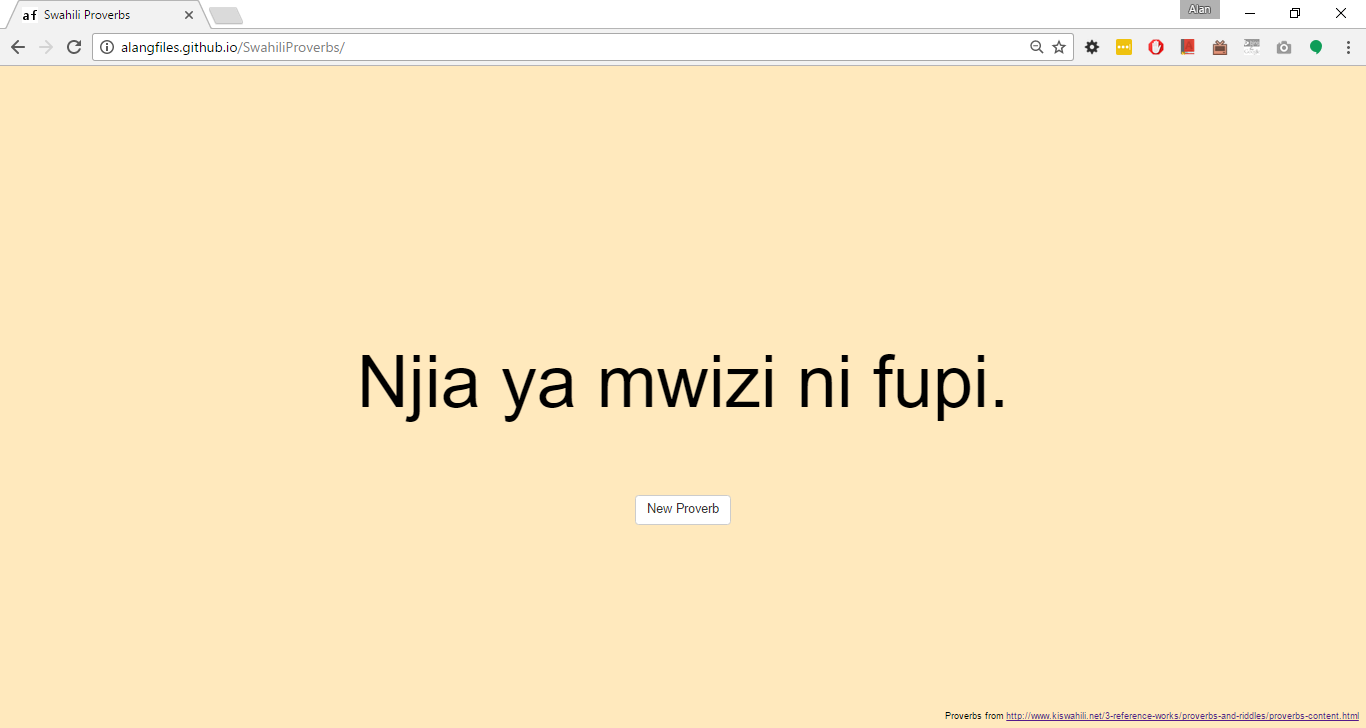 af Swahili Proverbs
Alan
alangfiles.github.io/SwahiliProverbs/
Njia ya mwizi ni fupi.
New Proverb
Proverbs from http://www.kiswahili.net/3-reference-works/proverbs-and-riddles/proverbs-content.html